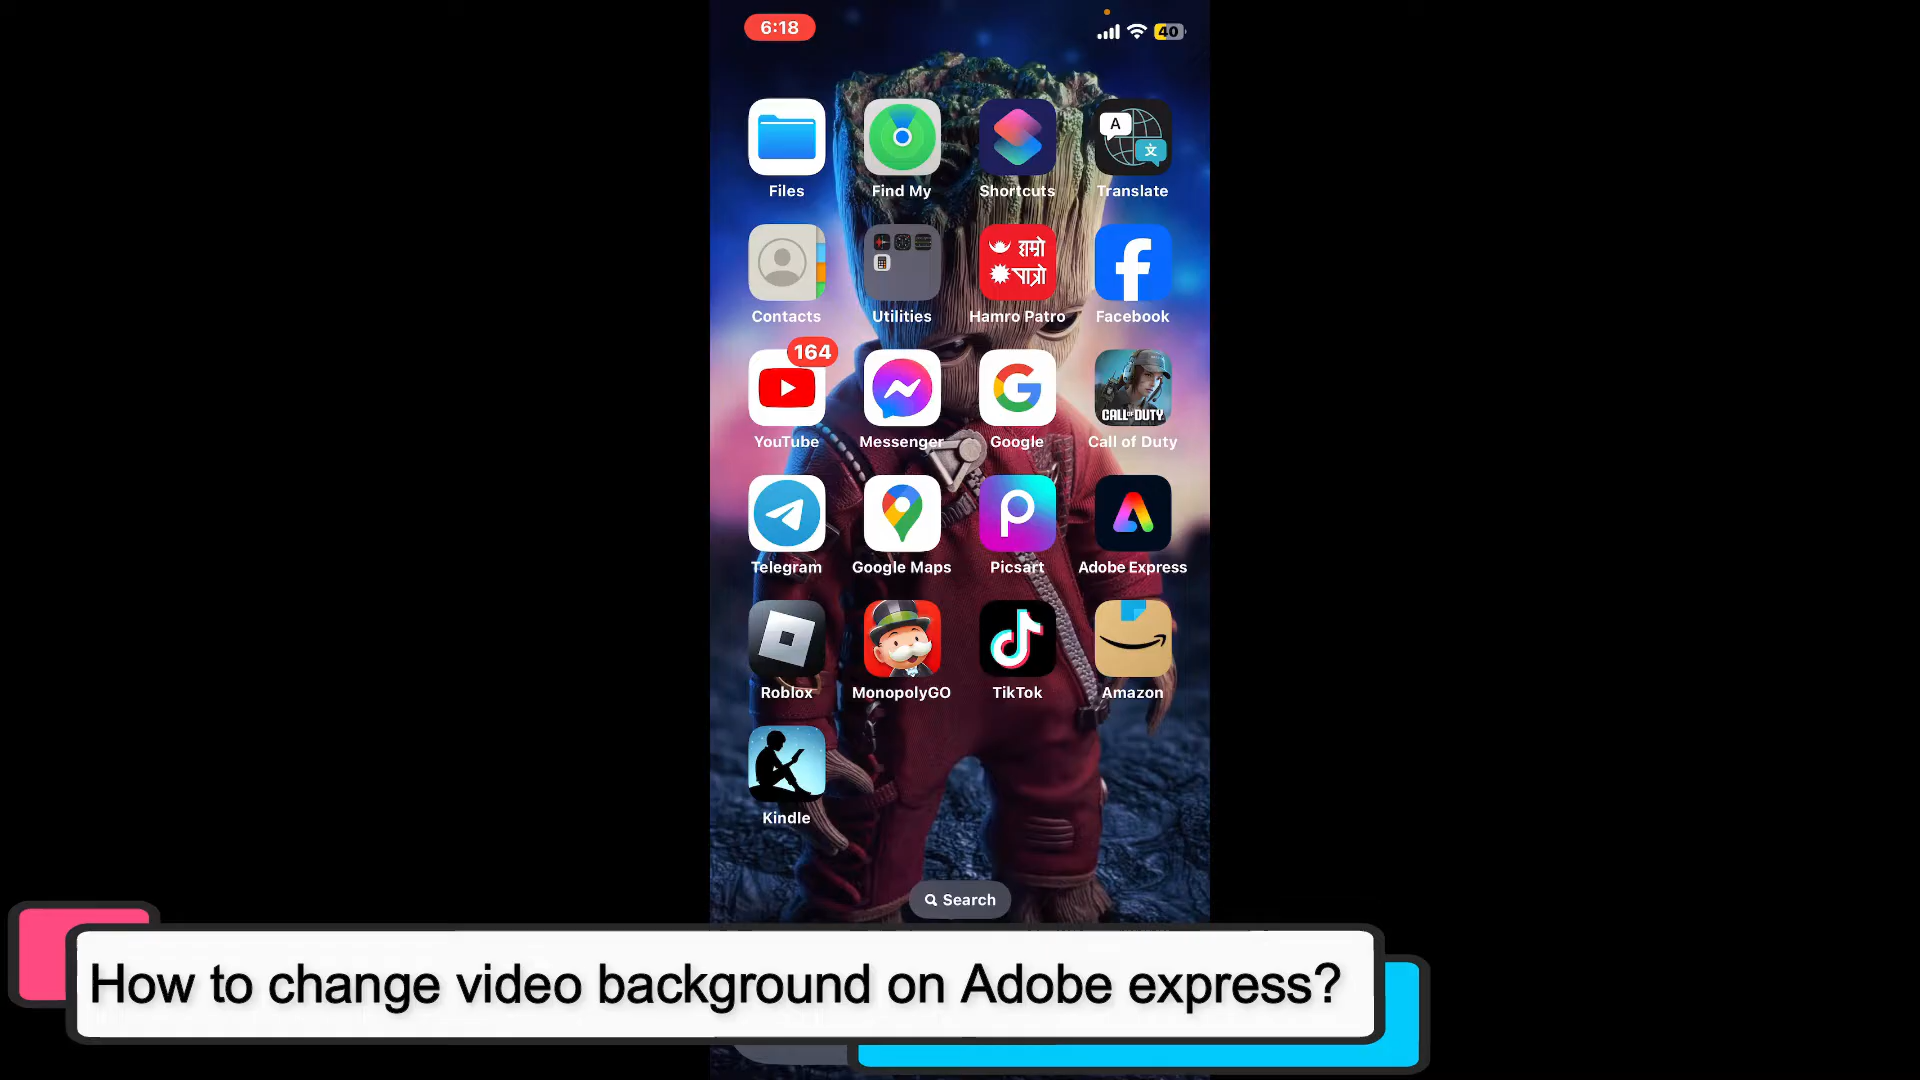 6:18
40
A
文
Files
Find My
Shortcuts
Translate
हाम्रो
पात्रो
Contacts
Utilities
Hamro Patro
Facebook
164
CALL OF DUTY
YouTube
Messenger
Google
Call of Duty
Telegram
Google Maps
Picsart
Adobe Express
Roblox
MonopolyGO
TikTok
Amazon
Kindle
Search
How to change video background on Adobe express?